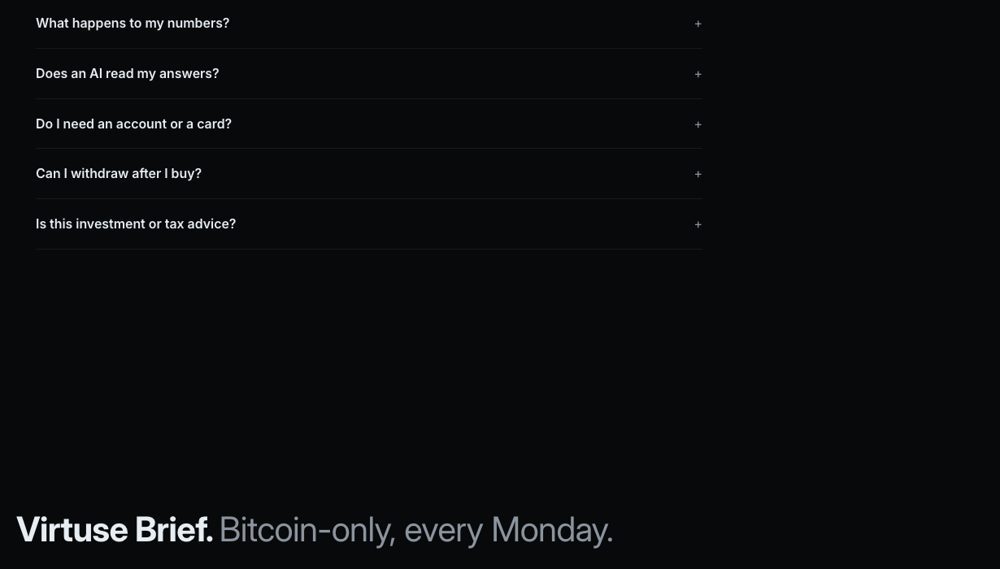 What happens to my numbers? +
Does an AI read my answers? +
Do I need an account or a card? +
Can I withdraw after I buy? +
Is this investment or tax advice? +
Virtuse Brief. Bitcoin-only, every Monday.